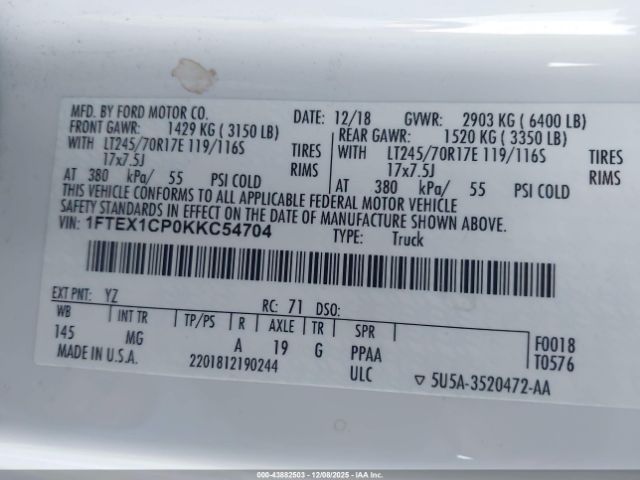 MFD. BY FORD MOTOR CO.
DATE: 12/18 GVWR: 2903 KG ( 6400 LB)
FRONT GAWR: 1429 KG ( 3150 LB)
REAR GAWR: 1520 KG ( 3350 LB)
WITH LT245/70R17E 119/116S TIRES
WITH LT245/70R17E 119/116S TIRES
17x7.5J RIMS
17x7.5J RIMS
AT 380 kPa/ 55 PSI COLD
AT 380 kPa/ 55 PSI COLD
THIS VEHICLE CONFORMS TO ALL APPLICABLE FEDERAL MOTOR VEHICLE
SAFETY STANDARDS IN EFFECT ON THE DATE OF MANUFACTURE SHOWN ABOVE.
VIN: 1FTEX1CP0KKC54704
TYPE: Truck
EXT PNT: YZ RC: 71 DSO:
WB INT TR TP/PS R AXLE TR SPR
145 MG A 19 G PPAA
F0018
T0576
MADE IN U.S.A. 2201812190244 ULC
▽ 5U5A-3520472-AA
000-43882503 - 12/08/2025 - IAA Inc.